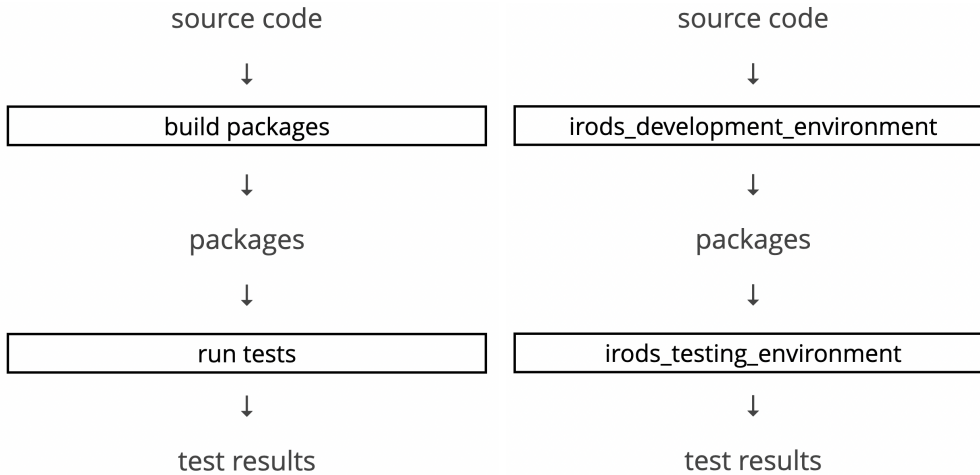 source code
↓
build packages
↓
packages
↓
run tests
↓
test results
source code
↓
irods_development_environment
↓
packages
↓
irods_testing_environment
↓
test results